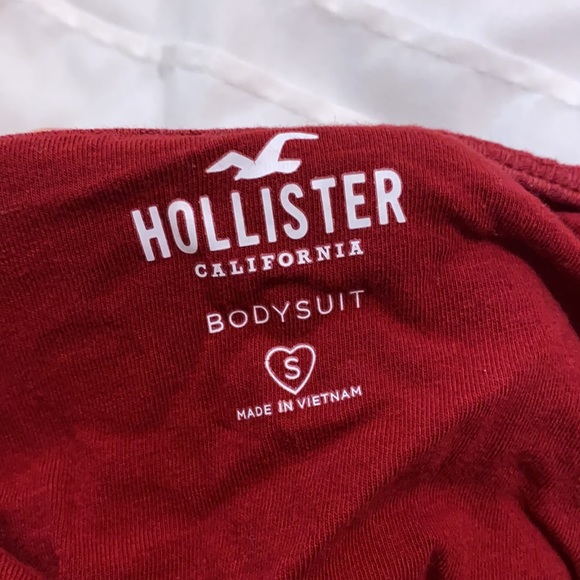 HOLLISTER
CALIFORNIA
BODYSUIT
S
MADE IN VIETNAM